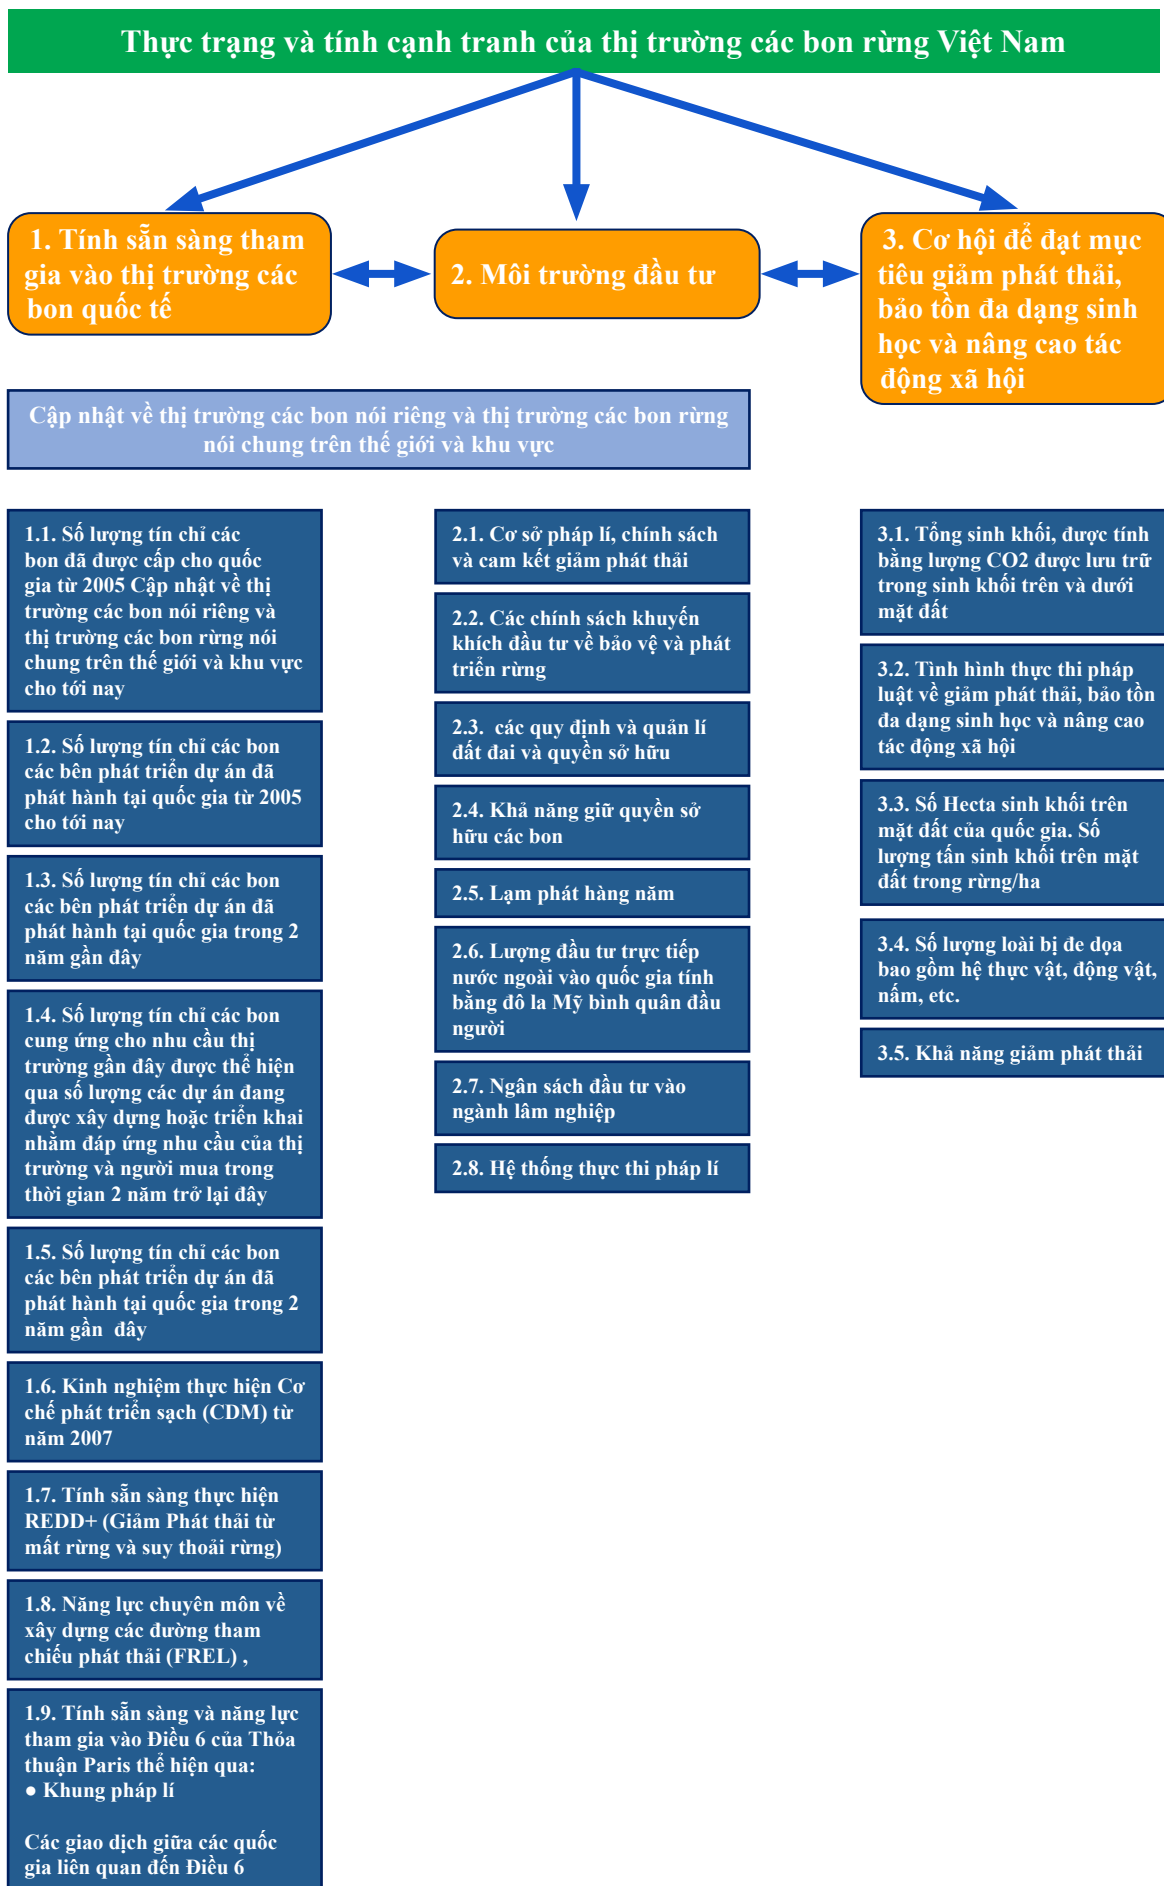 Thực trạng và tính cạnh tranh của thị trường các bon rừng Việt Nam
1. Tính sẵn sàng tham
gia vào thị trường các
bon quốc tế
2. Môi trường đầu tư
3. Cơ hội để đạt mục
tiêu giảm phát thải,
bảo tồn đa dạng sinh
học và nâng cao tác
động xã hội
Cập nhật về thị trường các bon nói riêng và thị trường các bon rừng
nói chung trên thế giới và khu vực
1.1. Số lượng tín chỉ các
bon đã được cấp cho quốc
gia từ 2005 Cập nhật về thị
trường các bon nói riêng và
thị trường các bon rừng nói
chung trên thế giới và khu vực
cho tới nay
1.2. Số lượng tín chỉ các bon
các bên phát triển dự án đã
phát hành tại quốc gia từ 2005
cho tới nay
1.3. Số lượng tín chỉ các bon
các bên phát triển dự án đã
phát hành tại quốc gia trong 2
năm gần đây
1.4. Số lượng tín chỉ các bon
cung ứng cho nhu cầu thị
trường gần đây được thể hiện
qua số lượng các dự án đang
được xây dựng hoặc triển khai
nhằm đáp ứng nhu cầu của thị
trường và người mua trong
thời gian 2 năm trở lại đây
1.5. Số lượng tín chỉ các bon
các bên phát triển dự án đã
phát hành tại quốc gia trong 2
năm gần  đây
1.6. Kinh nghiệm thực hiện Cơ
chế phát triển sạch (CDM) từ
năm 2007
1.7. Tính sẵn sàng thực hiện
REDD+ (Giảm Phát thải từ
mất rừng và suy thoải rừng)
1.8. Năng lực chuyên môn về
xây dựng các đường tham
chiếu phát thải (FREL) ,
1.9. Tính sẵn sàng và năng lực
tham gia vào Điều 6 của Thỏa
thuận Paris thể hiện qua:
● Khung pháp lí
Các giao dịch giữa các quốc
gia liên quan đến Điều 6
2.1. Cơ sở pháp lí, chính sách
và cam kết giảm phát thải
2.2. Các chính sách khuyến
khích đầu tư về bảo vệ và phát
triển rừng
2.3.  các quy định và quản lí
đất đai và quyền sở hữu
2.4. Khả năng giữ quyền sở
hữu các bon
2.5. Lạm phát hàng năm
2.6. Lượng đầu tư trực tiếp
nước ngoài vào quốc gia tính
bằng đô la Mỹ bình quân đầu
người
2.7. Ngân sách đầu tư vào
ngành lâm nghiệp
2.8. Hệ thống thực thi pháp lí
3.1. Tổng sinh khối, được tính
bằng lượng CO2 được lưu trữ
trong sinh khối trên và dưới
mặt đất
3.2. Tình hình thực thi pháp
luật về giảm phát thải, bảo tồn
đa dạng sinh học và nâng cao
tác động xã hội
3.3. Số Hecta sinh khối trên
mặt đất của quốc gia. Số
lượng tấn sinh khối trên mặt
đất trong rừng/ha
3.4. Số lượng loài bị đe dọa
bao gồm hệ thực vật, động vật,
nấm, etc.
3.5. Khả năng giảm phát thải